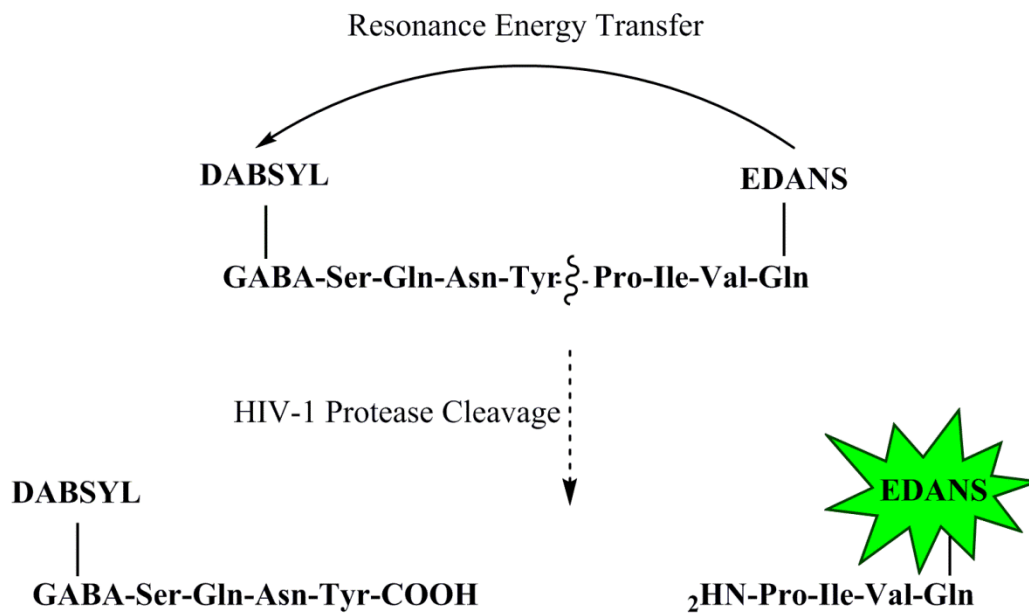 Resonance Energy Transfer
DABSYL EDANS
GABA-Ser-Gln-Asn-Tyr- -Pro-Ile-Val-Gln
HIV-1 Protease Cleavage
DABSYL EDANS
GABA-Ser-Gln-Asn-Tyr-COOH ₂HN-Pro-Ile-Val-Gln